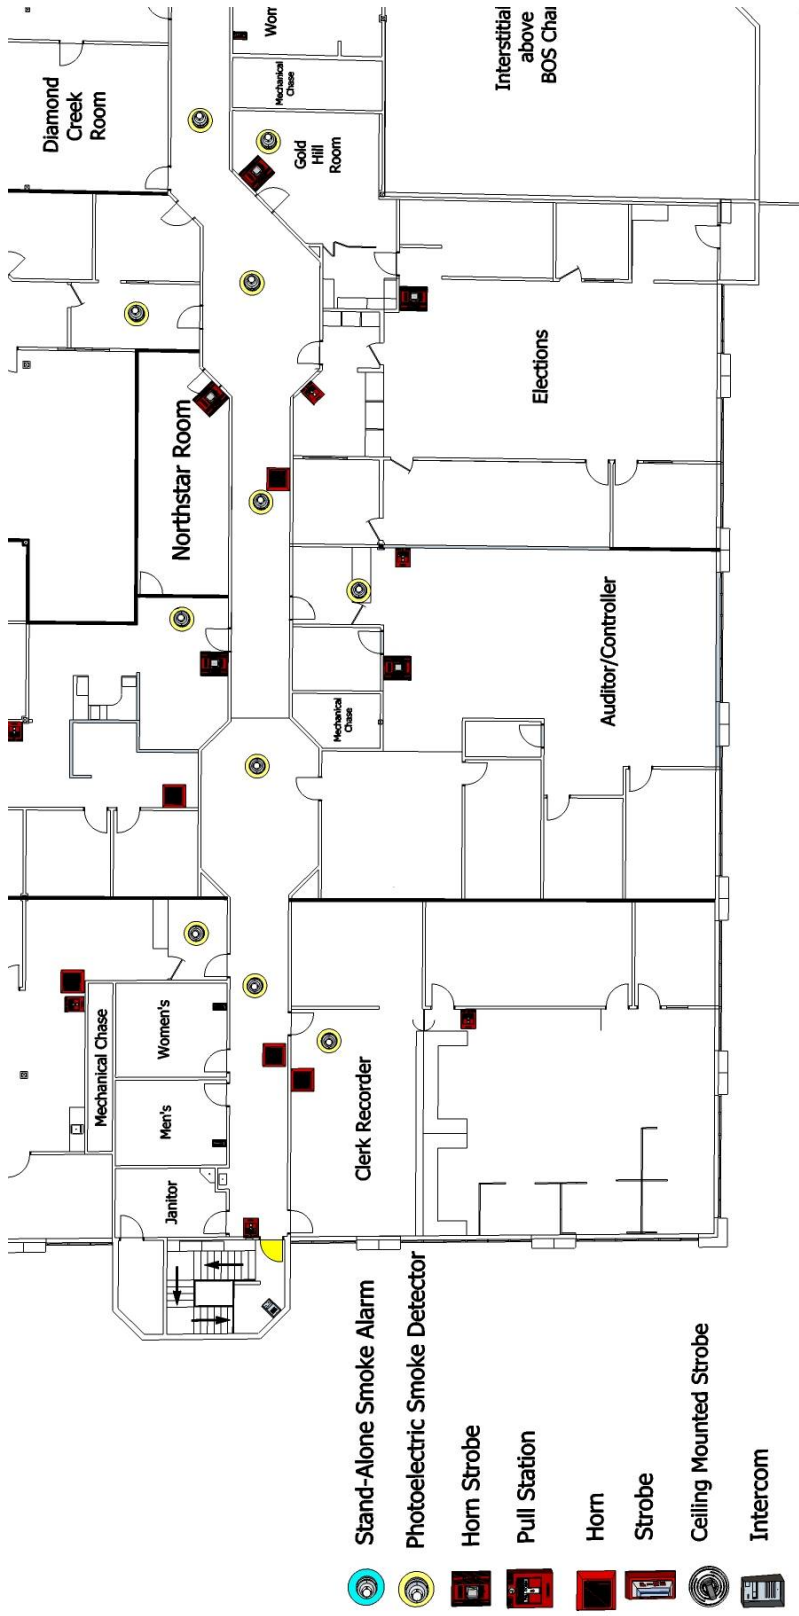 Diamond
Creek
Room
Mechanical
Chase
Gold
Hill
Room
Interstitial
above
Northstar Room
Elections
Auditor/Controller
Mechanical
Chase
Mechanical Chase
Women's
Men's
Janitor
Clerk Recorder
Stand-Alone Smoke Alarm
Photoelectric Smoke Detector
Horn Strobe
Pull Station
Horn
Strobe
Ceiling Mounted Strobe
Intercom